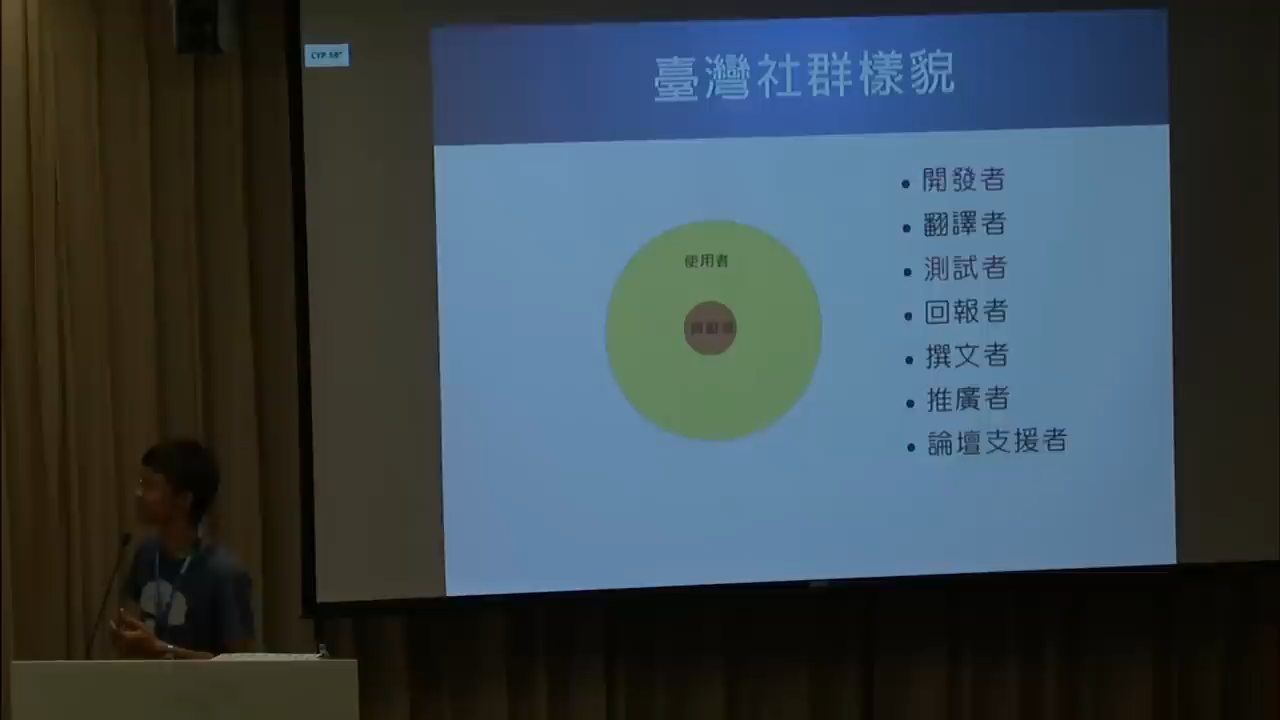 臺灣社群樣貌
使用者
開發者
翻譯者
測試者
回報者
撰文者
推廣者
論壇支援者